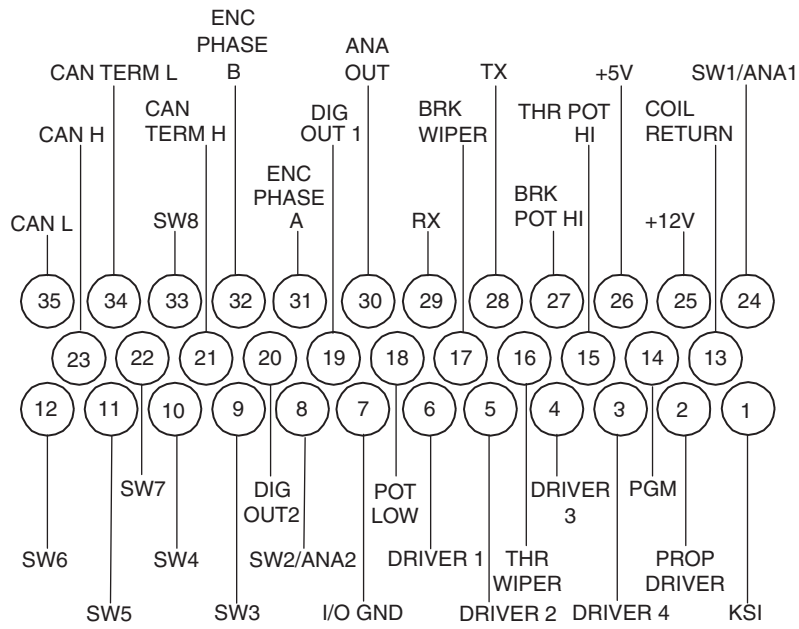 ENC
PHASE
B
ANA
OUT
CAN TERM L
TX
+5V
SW1/ANA1
CAN H
CAN
TERM H
DIG
OUT 1
BRK
WIPER
THR POT
HI
COIL
RETURN
CAN L
SW8
ENC
PHASE
A
RX
BRK
POT HI
+12V
35 34 33 32 31 30 29 28 27 26 25 24
23 22 21 20 19 18 17 16 15 14 13
12 11 10 9 8 7 6 5 4 3 2 1
SW7
DIG
OUT2
POT
LOW
DRIVER
3
PGM
SW6
SW4
SW2/ANA2
DRIVER 1
THR
WIPER
PROP
DRIVER
SW5
SW3
I/O GND
DRIVER 2
DRIVER 4
KSI